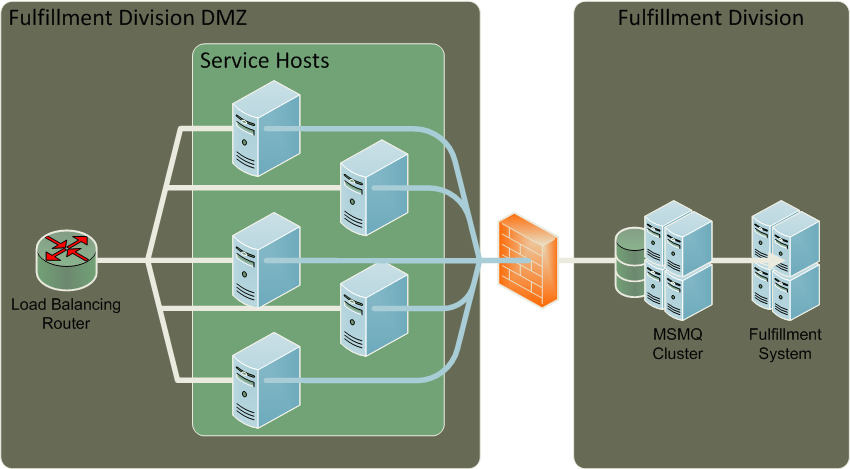 Fulfillment Division DMZ
Service Hosts
Load Balancing
Router
Fulfillment Division
MSMQ
Cluster
Fulfillment
System